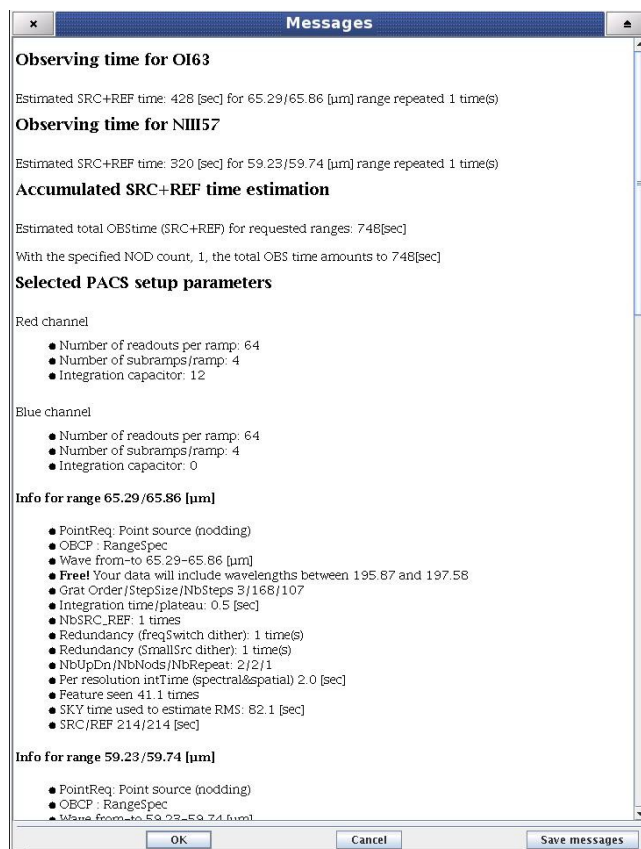 Messages
Observing time for OI63
Estimated SRC+REF time: 428 [sec] for 65.29/65.86 [µm] range repeated 1 time(s)
Observing time for NIII57
Estimated SRC+REF time: 320 [sec] for 59.23/59.74 [µm] range repeated 1 time(s)
Accumulated SRC+REF time estimation
Estimated total OBStime (SRC+REF) for requested ranges: 748[sec]
With the specified NOD count, 1, the total OBS time amounts to 748[sec]
Selected PACS setup parameters
Red channel
Number of readouts per ramp: 64
Number of subramps/ramp: 4
Integration capacitor: 12
Blue channel
Number of readouts per ramp: 64
Number of subramps/ramp: 4
Integration capacitor: 0
Info for range 65.29/65.86 [µm]
PointReq: Point source (nodding)
OBCP : RangeSpec
Wave from-to 65.29-65.86 [µm]
Free! Your data will include wavelengths between 195.87 and 197.58
Grat Order/StepSize/NbSteps 3/168/107
Integration time/plateau: 0.5 [sec]
NbSRC_REF: 1 times
Redundancy (freqSwitch dither): 1 time(s)
Redundancy (SmallSrc dither): 1 time(s)
NbUpDn/NbNods/NbRepeat: 2/2/1
Per resolution intTime (spectral&spatial) 2.0 [sec]
Feature seen 41.1 times
SKY time used to estimate RMS: 82.1 [sec]
SRC/REF 214/214 [sec]
Info for range 59.23/59.74 [µm]
PointReq: Point source (nodding)
OBCP : RangeSpec
Wave from-to 59.23-59.74 [µm]
OK
Cancel
Save messages